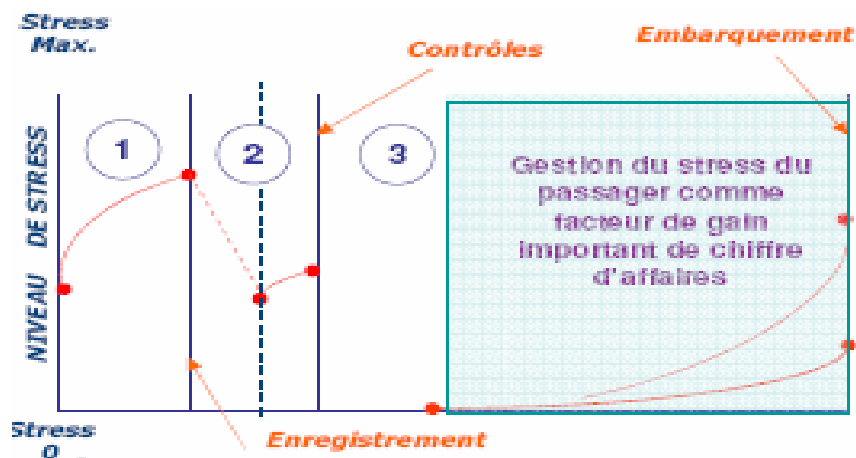 Stress
Max.
Contrôles
Embarquement
1
2
3
NIVEAU DE STRESS
Gestion du stress du
passager comme
facteur de gain
important de chiffre
d'affaires
Stress
0
Enregistrement